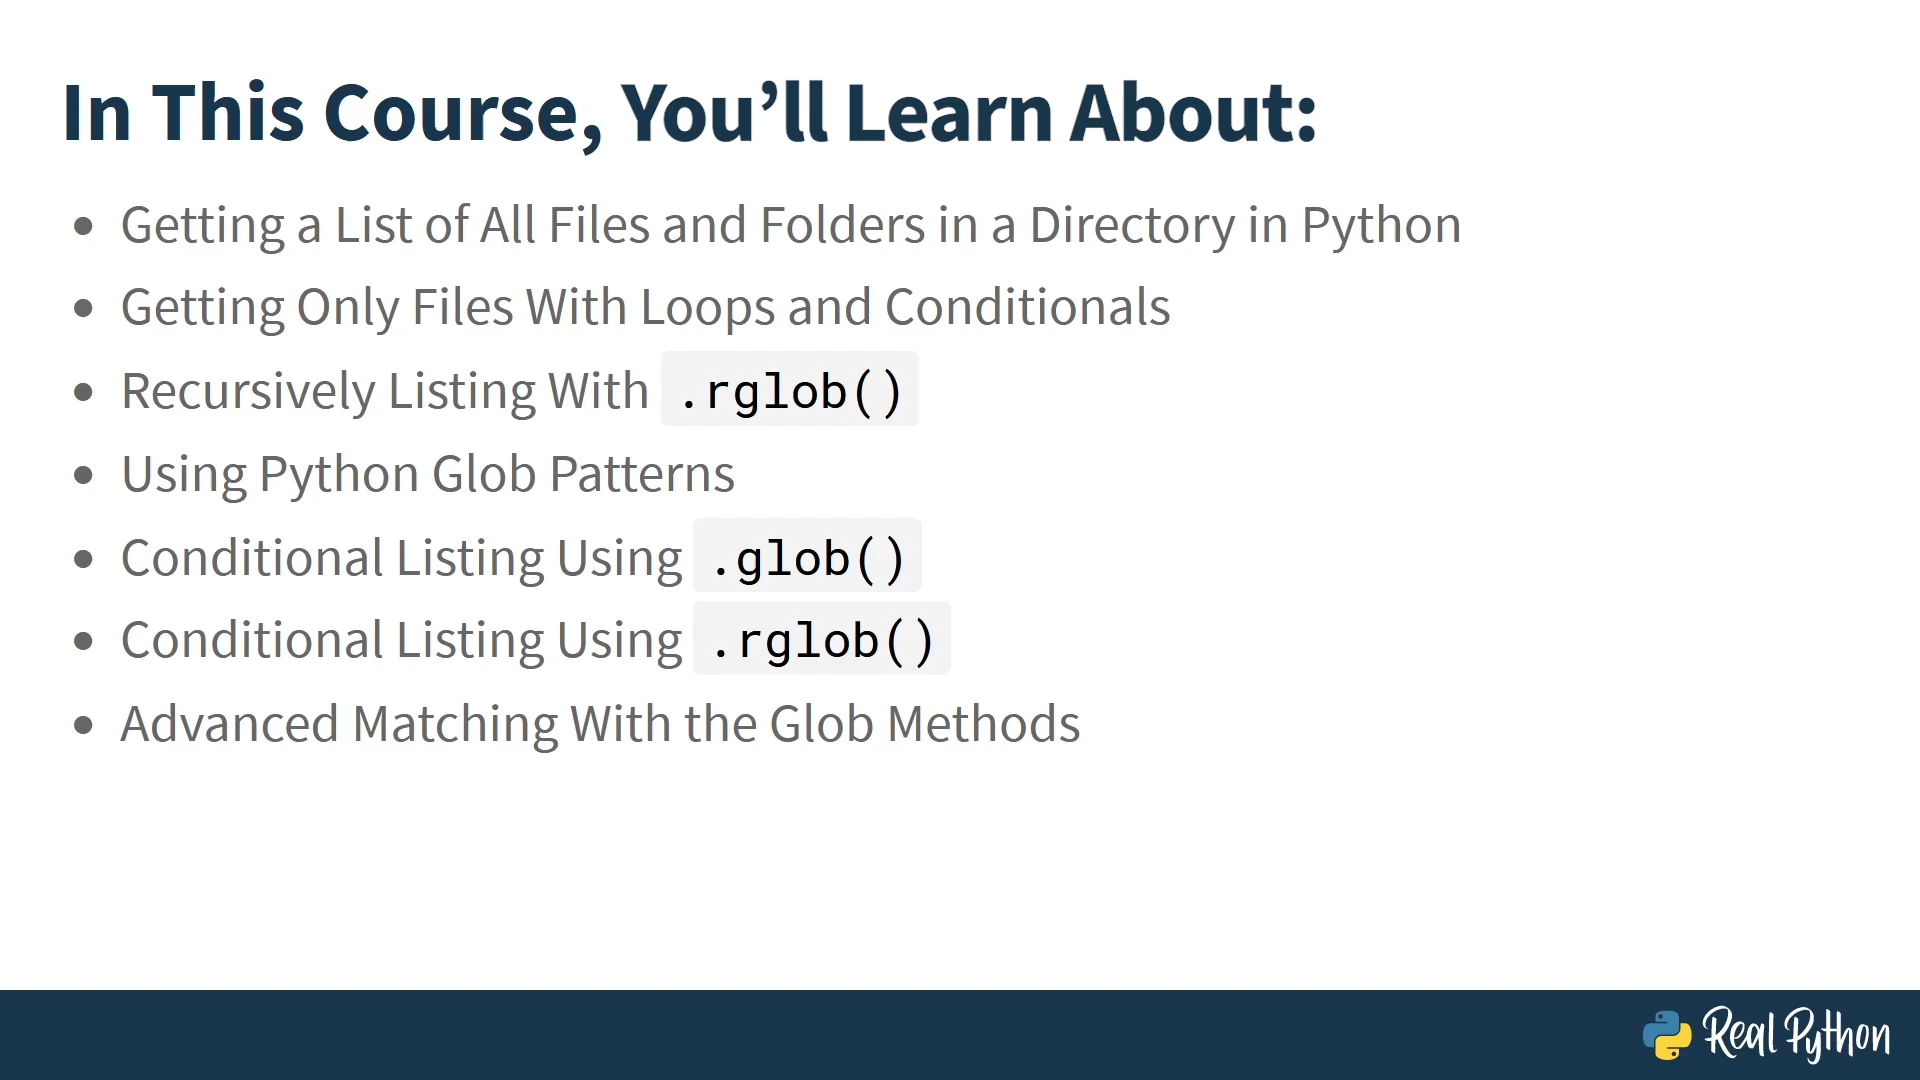 In This Course, You’ll Learn About:
• Getting a List of All Files and Folders in a Directory in Python
• Getting Only Files With Loops and Conditionals
• Recursively Listing With .rglob()
• Using Python Glob Patterns
• Conditional Listing Using .glob()
• Conditional Listing Using .rglob()
• Advanced Matching With the Glob Methods
Real Python